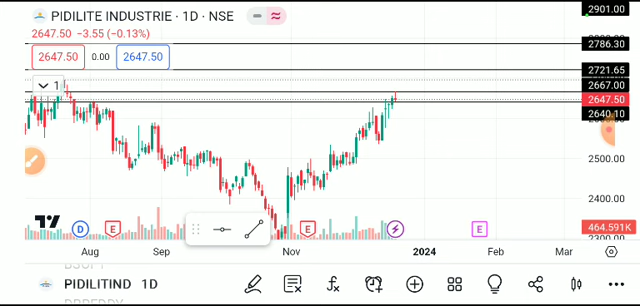 PIDILITE INDUSTRIE · 1D · NSE
2647.50 −3.55 (−0.13%)
2647.50 0.00 2647.50
1
2901.00
2786.30
2721.65
2667.00
2647.50
2640.10
2500.00
2400.00
464.591K
2300.00
D E E E
Aug Sep Nov 2024 Feb Mar
PIDILITIND 1D